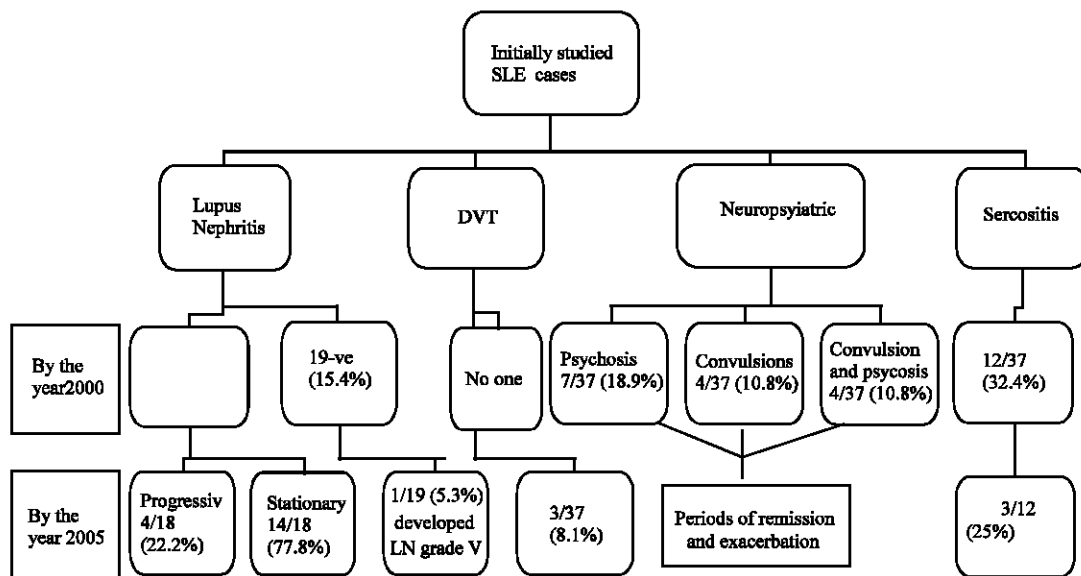 Initially studied
SLE cases
Lupus
Nephritis
DVT
Neuropsyiatric
Sercositis
By the
year2000
19-ve
(15.4%)
No one
Psychosis
7/37 (18.9%)
Convulsions
4/37 (10.8%)
Convulsion
and psycosis
4/37 (10.8%)
12/37
(32.4%)
By the
year 2005
Progressiv
4/18
(22.2%)
Stationary
14/18
(77.8%)
1/19 (5.3%)
developed
LN grade V
3/37
(8.1%)
Periods of remission
and exacerbation
3/12
(25%)